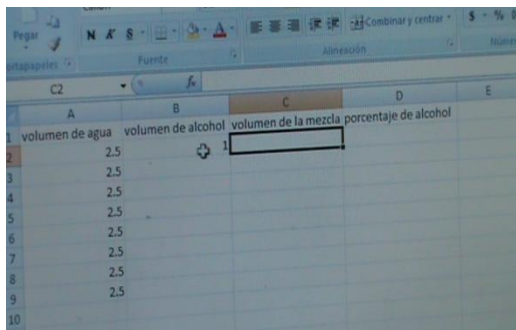 Pegar
N K S
A
Combinar y centrar
$ - %
Fuente
Alineación
C2
fx
A B C D E
1 volumen de agua volumen de alcohol volumen de la mezcla porcentaje de alcohol
2 2.5 1
3 2.5
4 2.5
5 2.5
6 2.5
7 2.5
8 2.5
9 2.5
10